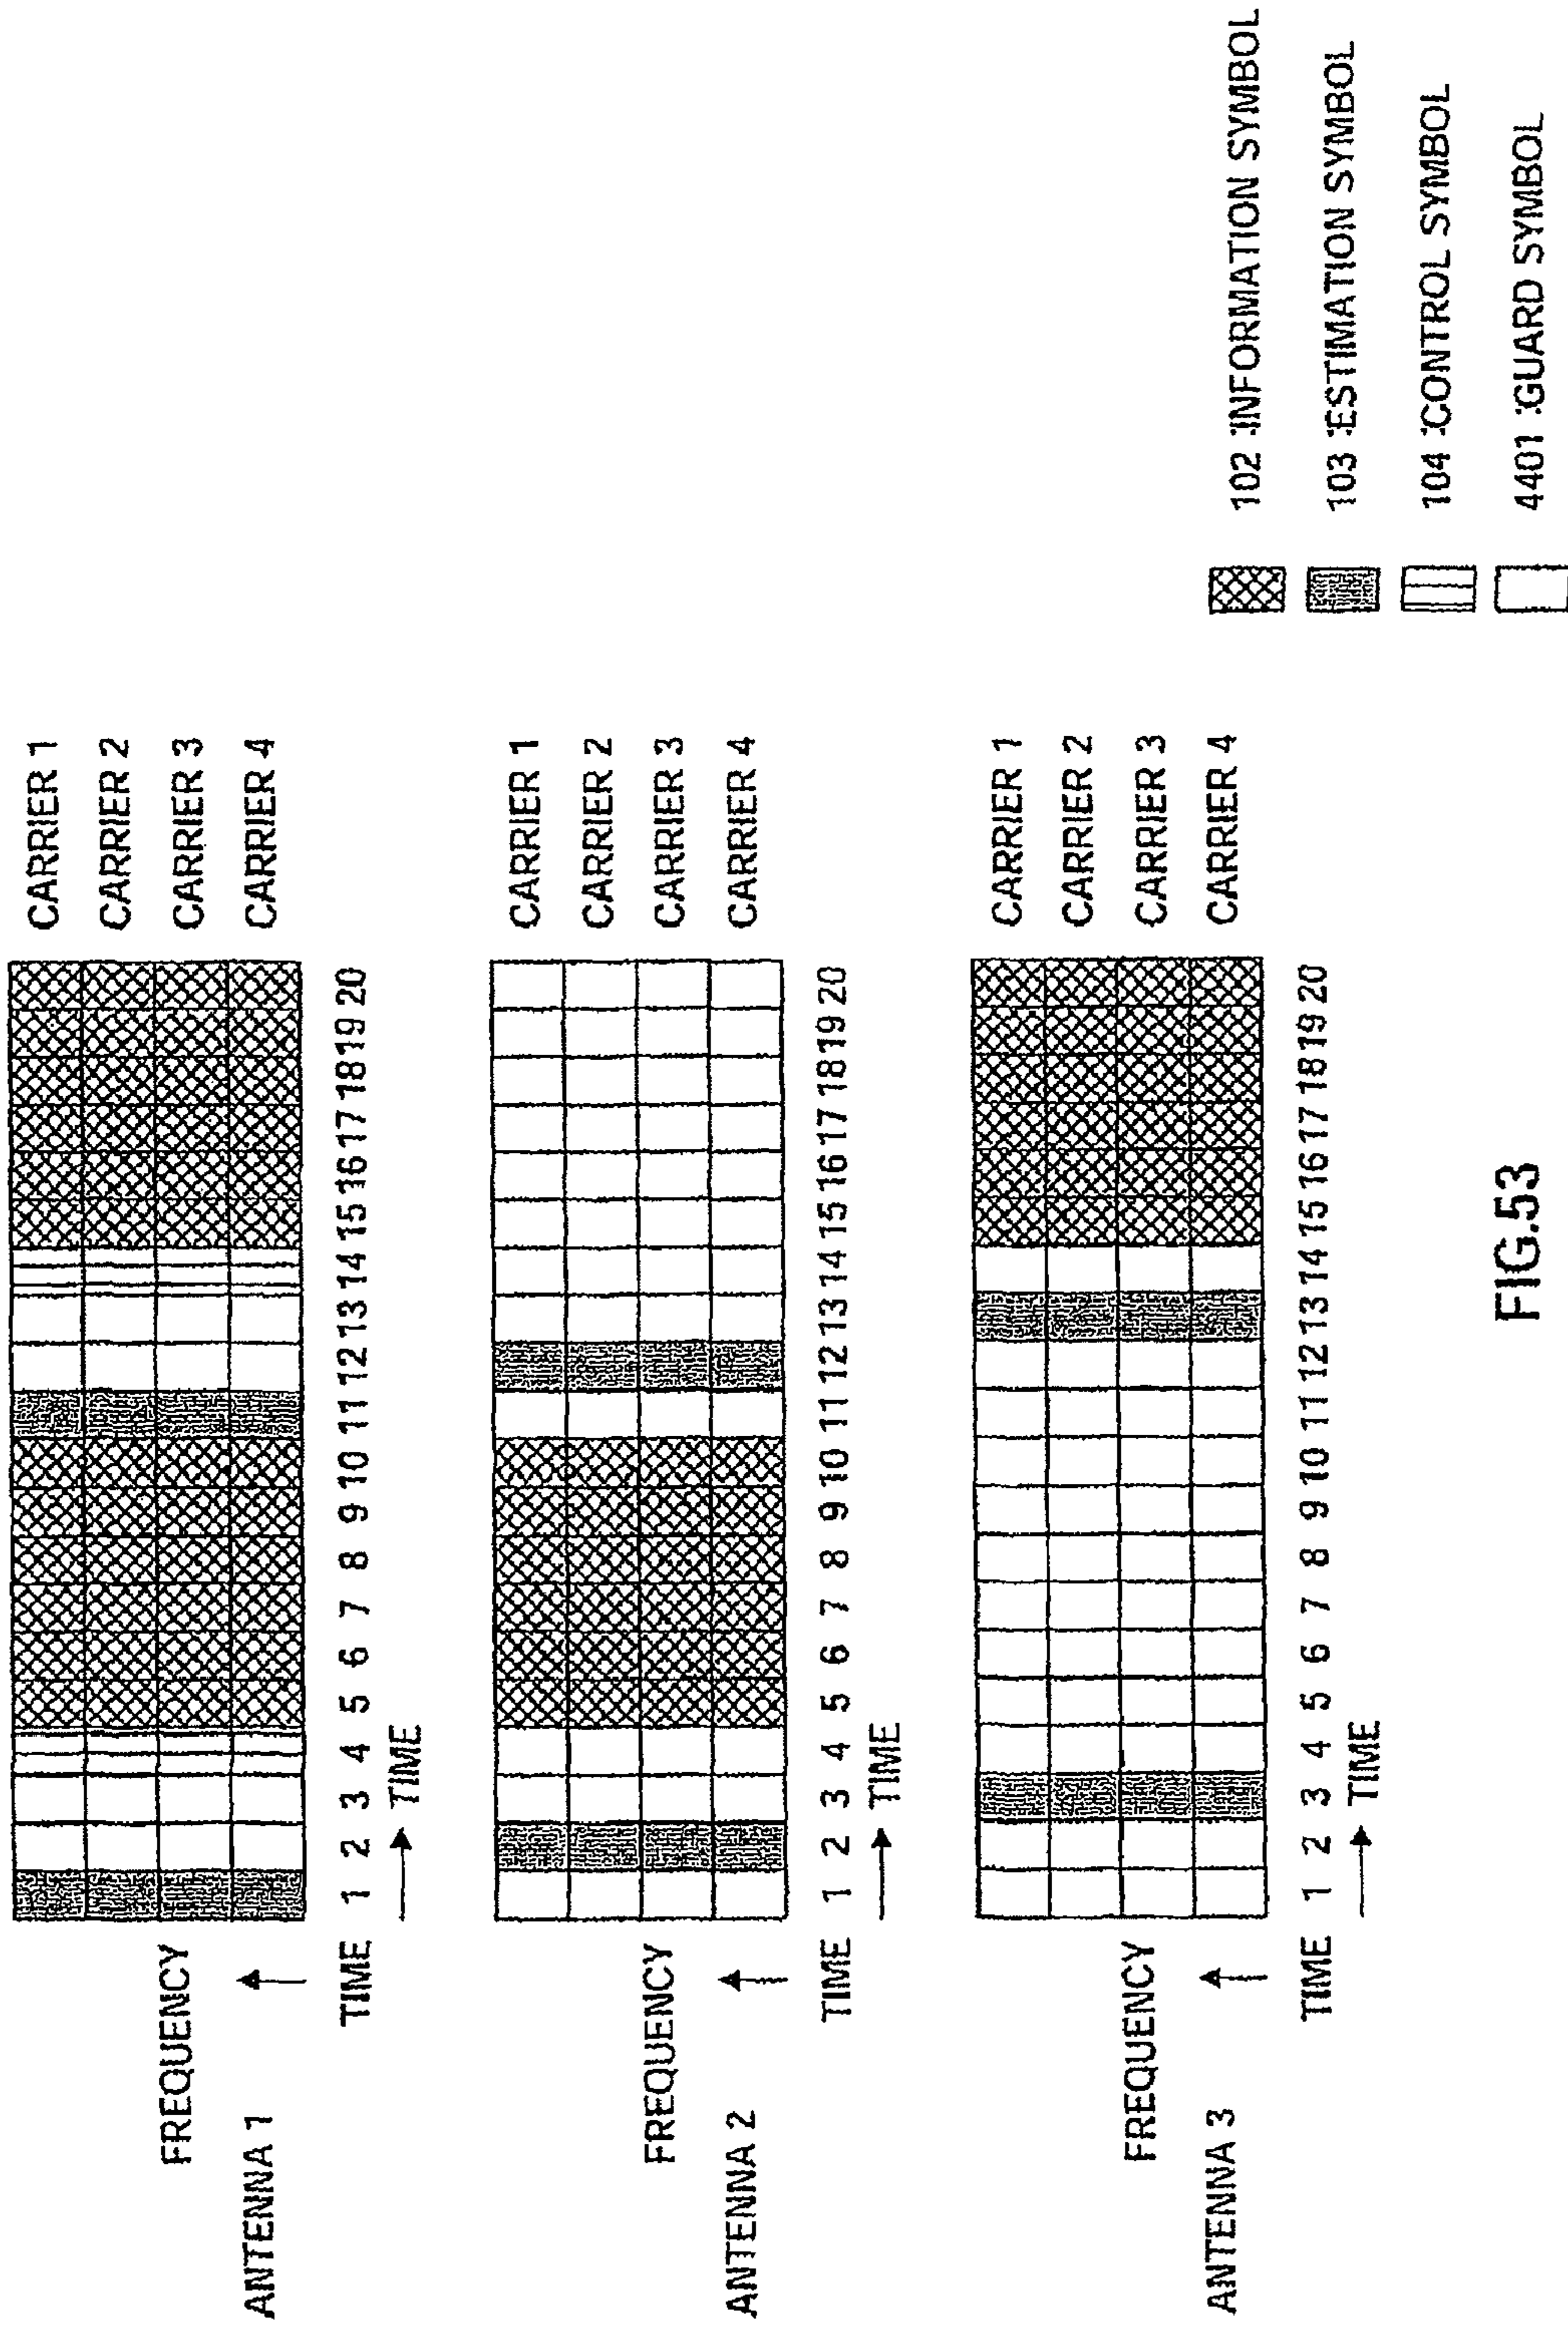 CARRIER 1
CARRIER 2
CARRIER 3
CARRIER 4
FREQUENCY
ANTENNA 1
TIME 1 2 3 4 5 6 7 8 9 10 11 12 13 14 15 16 17 18 19 20
TIME
CARRIER 1
CARRIER 2
CARRIER 3
CARRIER 4
FREQUENCY
ANTENNA 2
TIME 1 2 3 4 5 6 7 8 9 10 11 12 13 14 15 16 17 18 19 20
TIME
CARRIER 1
CARRIER 2
CARRIER 3
CARRIER 4
FREQUENCY
ANTENNA 3
TIME 1 2 3 4 5 6 7 8 9 10 11 12 13 14 15 16 17 18 19 20
TIME
102 :INFORMATION SYMBOL
103 :ESTIMATION SYMBOL
104 :CONTROL SYMBOL
4401 :GUARD SYMBOL
FIG.53